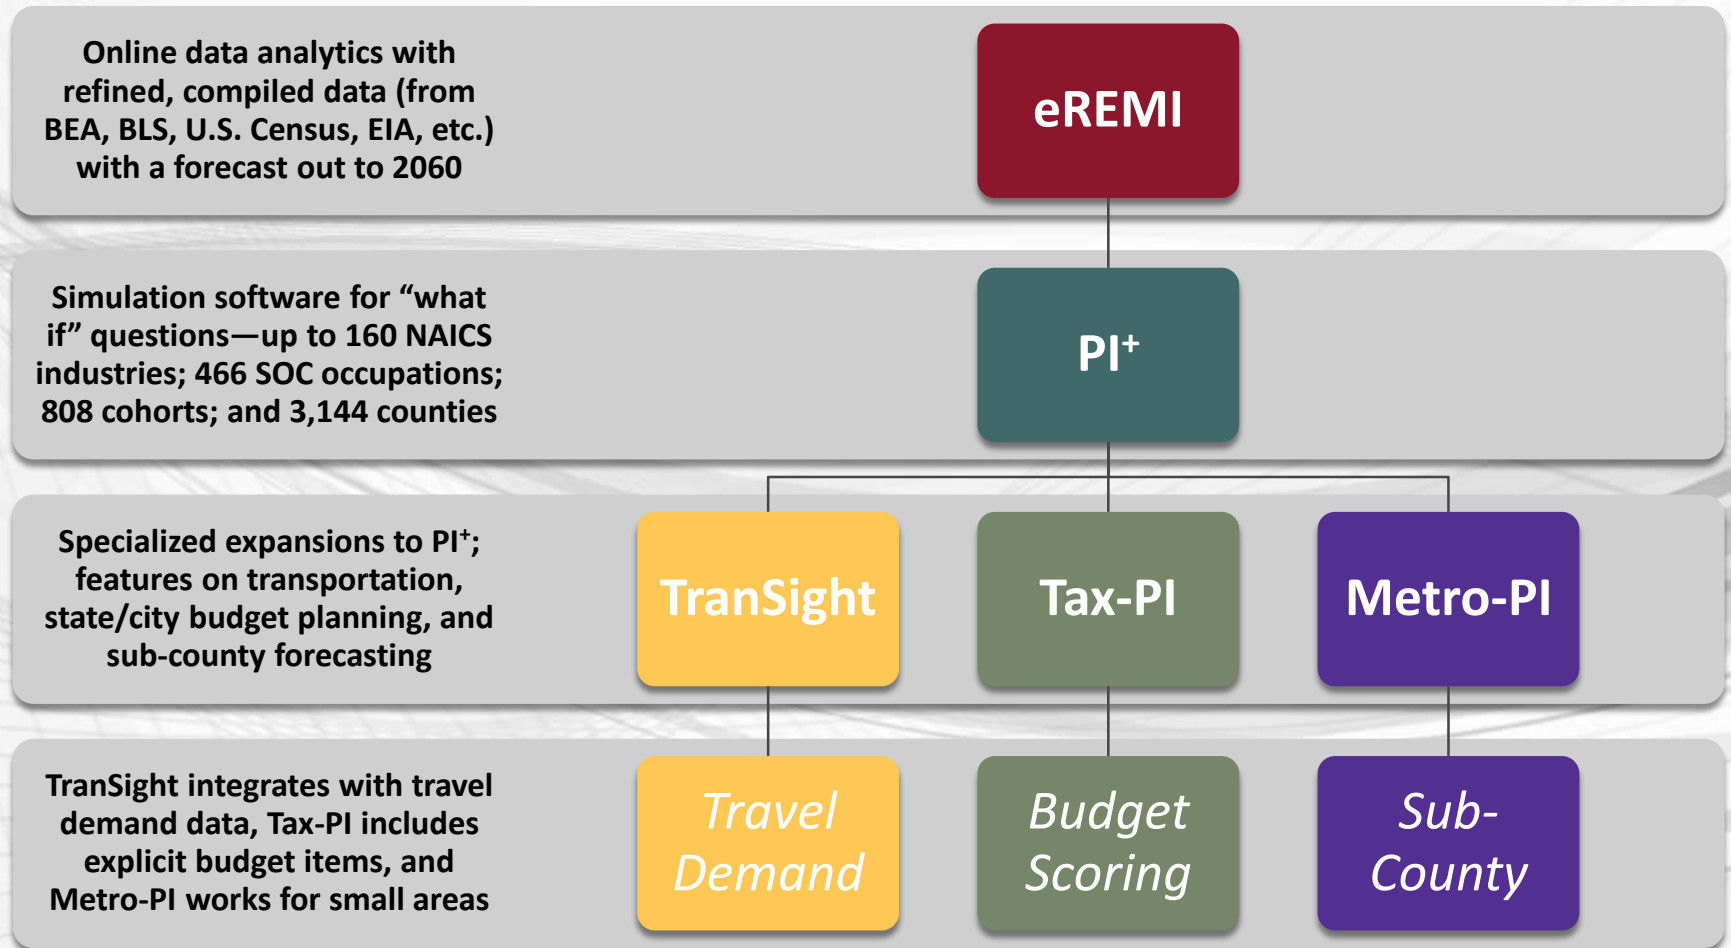 Online data analytics with
refined, compiled data (from
BEA, BLS, U.S. Census, EIA, etc.)
with a forecast out to 2060
eREMI
Simulation software for “what
if” questions—up to 160 NAICS
industries; 466 SOC occupations;
808 cohorts; and 3,144 counties
PI⁺
Specialized expansions to PI⁺;
features on transportation,
state/city budget planning, and
sub-county forecasting
TranSight
Tax-PI
Metro-PI
TranSight integrates with travel
demand data, Tax-PI includes
explicit budget items, and
Metro-PI works for small areas
Travel
Demand
Budget
Scoring
Sub-
County